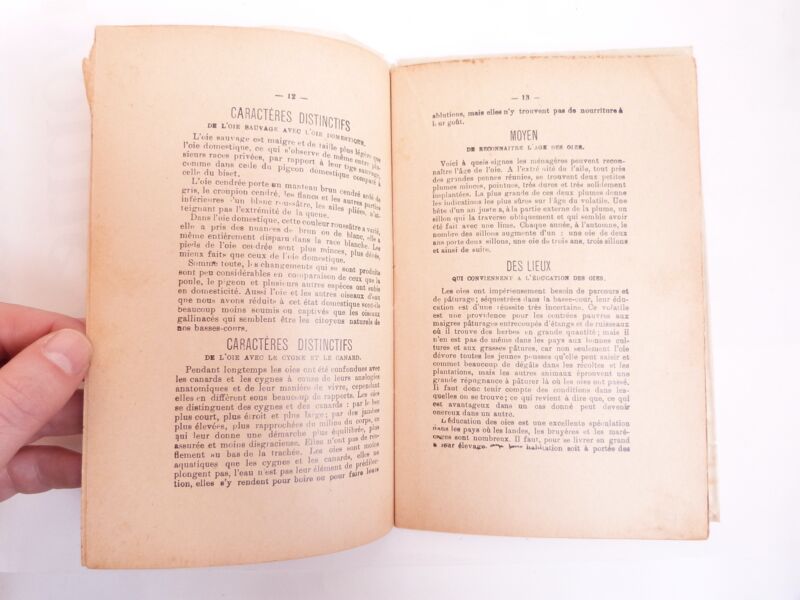 — 12 —
CARACTÈRES DISTINCTIFS
DE L'OIE SAUVAGE AVEC L'OIE DOMESTIQUE.
L'oie sauvage est maigre et de taille plus légère que
l'oie domestique, ce qui s'observe de même entre plu-
sieurs races privées, par rapport à leur tige sauvage,
comme dans celle du pigeon domestique comparé à
celle du biset.
L'oie cendrée porte un manteau brun cendré ondé de
gris, le croupion cendré, les flancs et les autres parties
inférieures d'un blanc roussâtre, les ailes pliées, n'at-
teignant pas l'extrémité de la queue.
Dans l'oie domestique, cette couleur roussâtre a varié,
elle a pris des nuances de brun ou de blanc, elle a
même entièrement disparu dans la race blanche. Les
pieds de l'oie cendrée sont plus minces, plus déliés,
mieux faits que ceux de l'oie domestique.
Somme toute, les changements qui se sont produits
sont peu considérables en comparaison de ceux que la
poule, le pigeon et plusieurs autres espèces ont subis
en domesticité. Aussi l'oie et les autres oiseaux d'eau
que nous avons réduits à cet état domestique sont-ils
beaucoup moins soumis ou captivés que les oiseaux
gallinacés qui semblent être les citoyens naturels de
nos basses-cours.
CARACTÈRES DISTINCTIFS
DE L'OIE AVEC LE CYGNE ET LE CANARD.
Pendant longtemps les oies ont été confondues avec
les canards et les cygnes à cause de leurs analogies
anatomiques et de leur manière de vivre, cependant
elles en diffèrent sous beaucoup de rapports. Les oies
se distinguent des cygnes et des canards : par le bec
plus court, plus étroit et plus large; par des jambes
plus élevées, plus rapprochées du milieu du corps, ce
qui leur donne une démarche plus équilibrée, plus
assurée et moins disgracieuse. Elles n'ont pas de ren-
flement au bas de la trachée. Les oies sont moins
aquatiques que les cygnes et les canards, elles ne
plongent pas, l'eau n'est pas leur élément de prédilec-
tion, elles s'y rendent pour boire ou pour faire leurs
— 13 —
ablutions, mais elles n'y trouvent pas de nourriture à
leur goût.
MOYEN
DE RECONNAITRE L'AGE DES OIES.
Voici à quels signes les ménagères peuvent recon-
naître l'âge de l'oie. A l'extrémité de l'aile, tout près
des grandes pennes réunies, se trouvent deux petites
plumes minces, pointues, très dures et très solidement
implantées. La plus grande de ces deux plumes donne
les indications les plus sûres sur l'âge du volatile. Une
bête d'un an juste a, à la partie externe de la plume, un
sillon qui la traverse obliquement et qui semble avoir
été fait avec une lime. Chaque année, à l'automne, le
nombre des sillons augmente d'un : une oie de deux
ans porte deux sillons, une oie de trois ans, trois sillons
et ainsi de suite.
DES LIEUX
QUI CONVIENNENT A L'ÉDUCATION DES OIES.
Les oies ont impérieusement besoin de parcours et
de pâturage; séquestrées dans la basse-cour, leur édu-
cation est d'une réussite très incertaine. Ce volatile
est une providence pour les contrées pauvres aux
maigres pâturages entrecoupés d'étangs et de ruisseaux
où il trouve des herbes en grande quantité; mais il
n'en est pas de même dans les pays aux bonnes cul-
tures et aux grasses pâtures, car non seulement l'oie
dévore toutes les jeunes pousses qu'elle peut saisir et
commet beaucoup de dégâts dans les récoltes et les
plantations, mais les autres animaux éprouvent une
grande répugnance à pâturer là où les oies ont passé.
Il faut donc tenir compte des conditions dans les-
quelles on se trouve; ce qui revient à dire que, ce qui
est avantageux dans un cas donné peut devenir
onéreux dans un autre.
L'éducation des oies est une excellente spéculation
dans les pays où les landes, les bruyères et les maré-
cages sont nombreux. Il faut, pour se livrer en grand
à leur élevage, que leur habitation soit à portée des